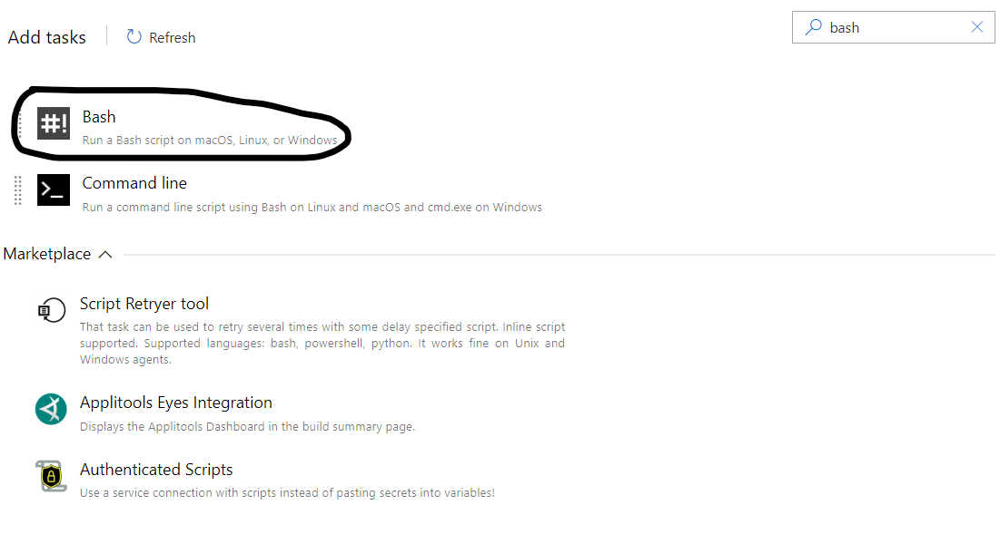 Add tasks
Refresh
bash
#!
Bash
Run a Bash script on macOS, Linux, or Windows
>_
Command line
Run a command line script using Bash on Linux and macOS and cmd.exe on Windows
Marketplace
Script Retryer tool
That task can be used to retry several times with some delay specified script. Inline script
supported. Supported languages: bash, powershell, python. It works fine on Unix and
Windows agents.
Applitools Eyes Integration
Displays the Applitools Dashboard in the build summary page.
Authenticated Scripts
Use a service connection with scripts instead of pasting secrets into variables!